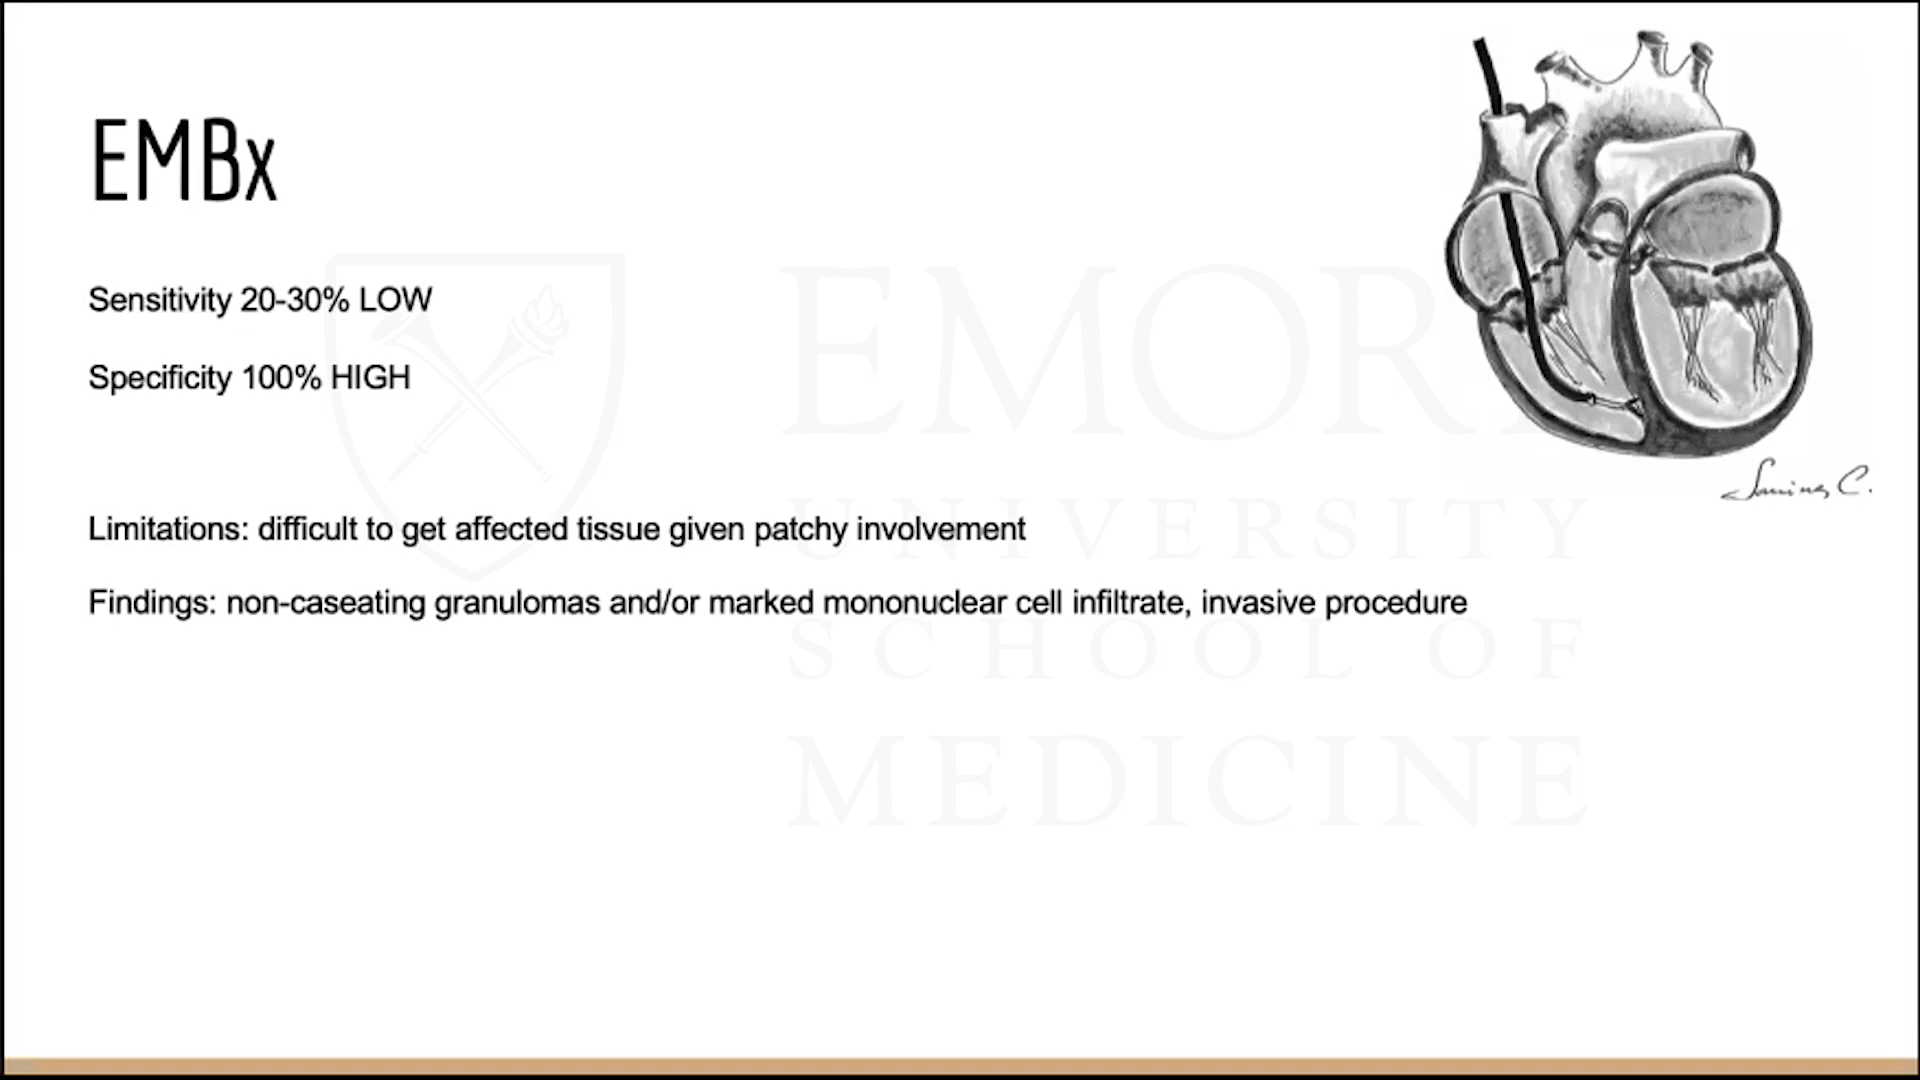 EMBx
Sensitivity 20-30% LOW
Specificity 100% HIGH
Limitations: difficult to get affected tissue given patchy involvement
Findings: non-caseating granulomas and/or marked mononuclear cell infiltrate, invasive procedure
EMOR
UNIVERSITY
SCHOOL OF
MEDICINE